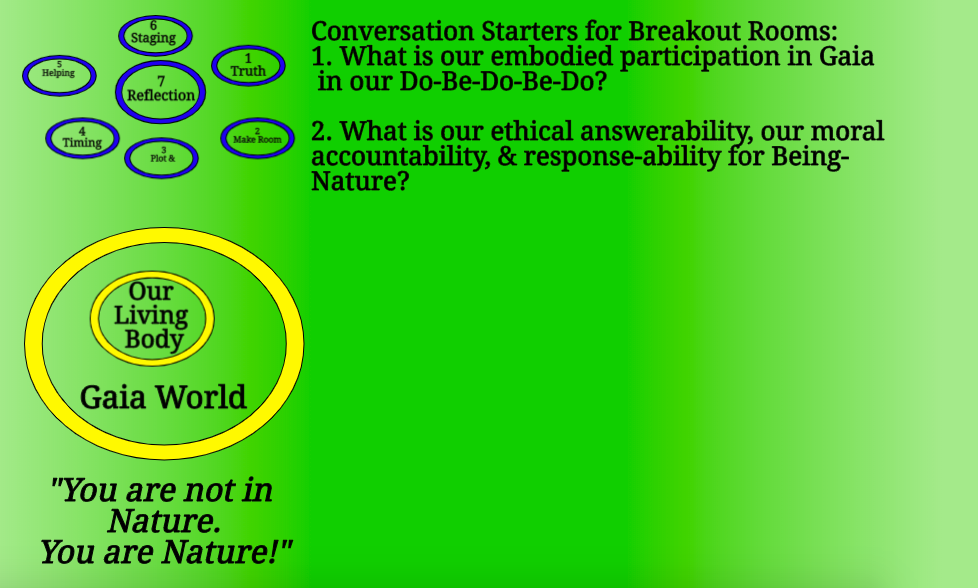 6
Staging
5
Helping
1
Truth
7
Reflection
4
Timing
2
Make Room
3
Plot &
Conversation Starters for Breakout Rooms:
1. What is our embodied participation in Gaia
in our Do-Be-Do-Be-Do?
2. What is our ethical answerability, our moral
accountability, & response-ability for Being-
Nature?
Our
Living
Body
Gaia World
"You are not in
Nature.
You are Nature!"